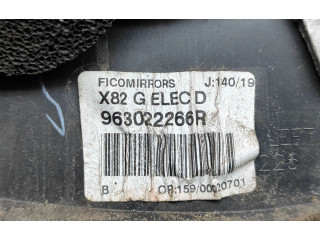 FICOMIRRORS J:140/19
X82 G ELEC D
963022266R
B OP:159/00020701